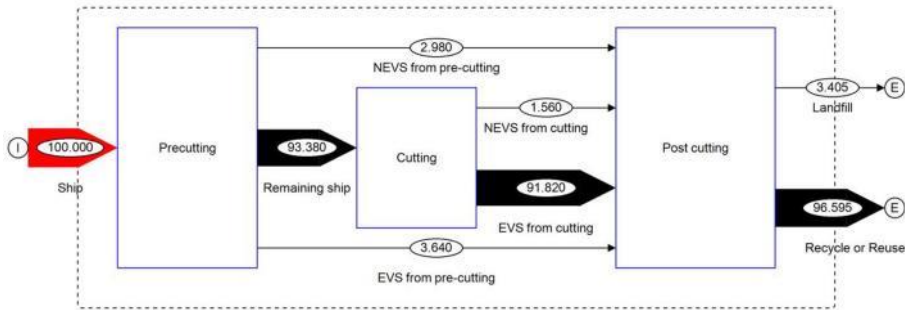 2.980
NEVS from pre-cutting
3.405
E
Landfill
1.560
NEVS from cutting
I
100.000
Ship
Precutting
93.380
Remaining ship
Cutting
Post cutting
91.820
EVS from cutting
96.595
E
Recycle or Reuse
3.640
EVS from pre-cutting